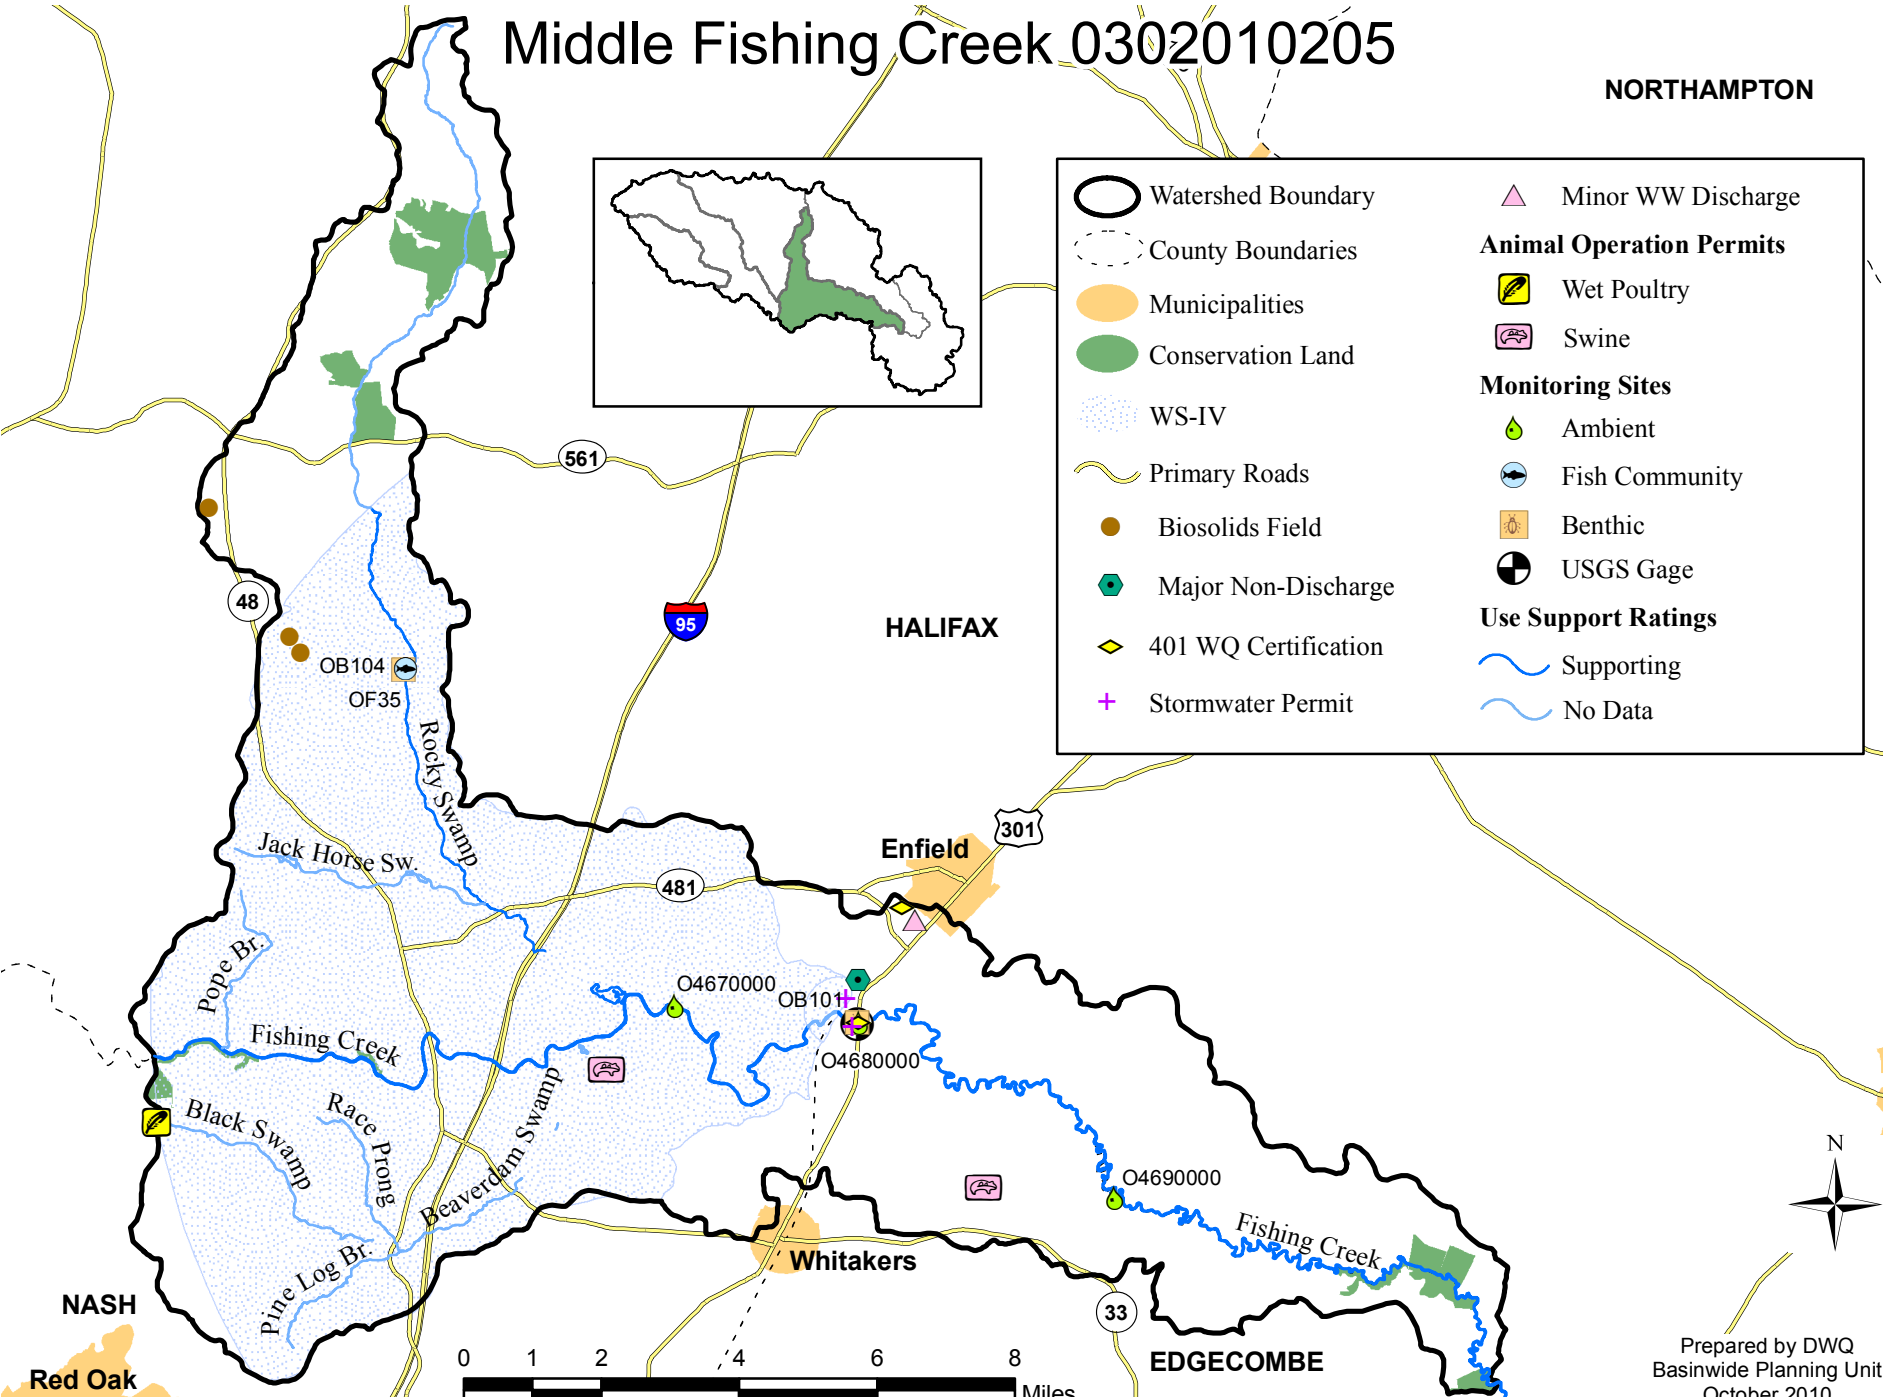 Middle Fishing Creek 0302010205
NORTHAMPTON
Watershed Boundary
County Boundaries
Municipalities
Conservation Land
WS-IV
Primary Roads
Biosolids Field
Major Non-Discharge
401 WQ Certification
Stormwater Permit
Minor WW Discharge
Animal Operation Permits
Wet Poultry
Swine
Monitoring Sites
Ambient
Fish Community
Benthic
USGS Gage
Use Support Ratings
Supporting
No Data
561
48
95
HALIFAX
OB104
OF35
Rocky Swamp
301
Enfield
Jack Horse Sw.
481
Pope Br.
O4670000
OB101
Fishing Creek
O4680000
Black Swamp
Race Prong
Beaverdam Swamp
O4690000
N
Fishing Creek
Pine Log Br.
Whitakers
NASH
33
Red Oak
EDGECOMBE
0 1 2 4 6 8
Miles
Prepared by DWQ
Basinwide Planning Unit
October 2010